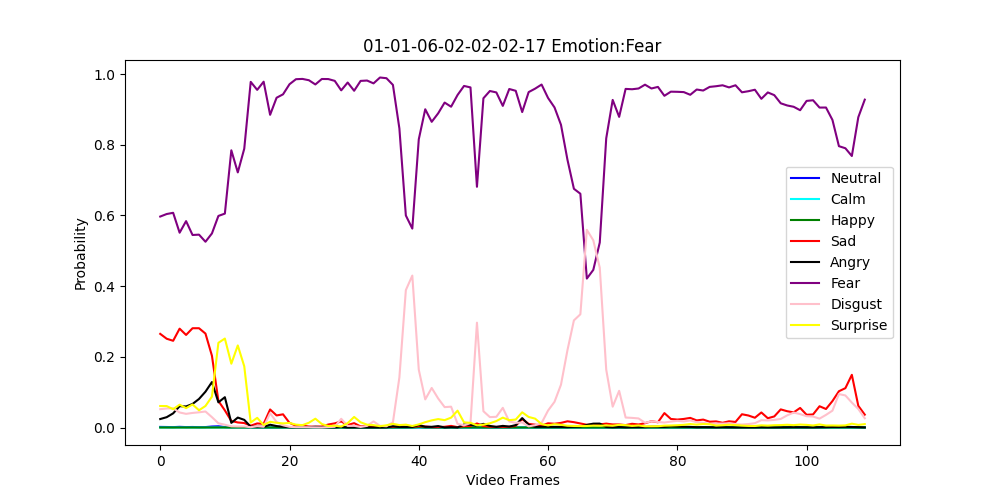 01-01-06-02-02-02-17 Emotion:Fear
Probability
1.0
0.8
0.6
0.4
0.2
0.0
Neutral
Calm
Happy
Sad
Angry
Fear
Disgust
Surprise
0 20 40 60 80 100
Video Frames